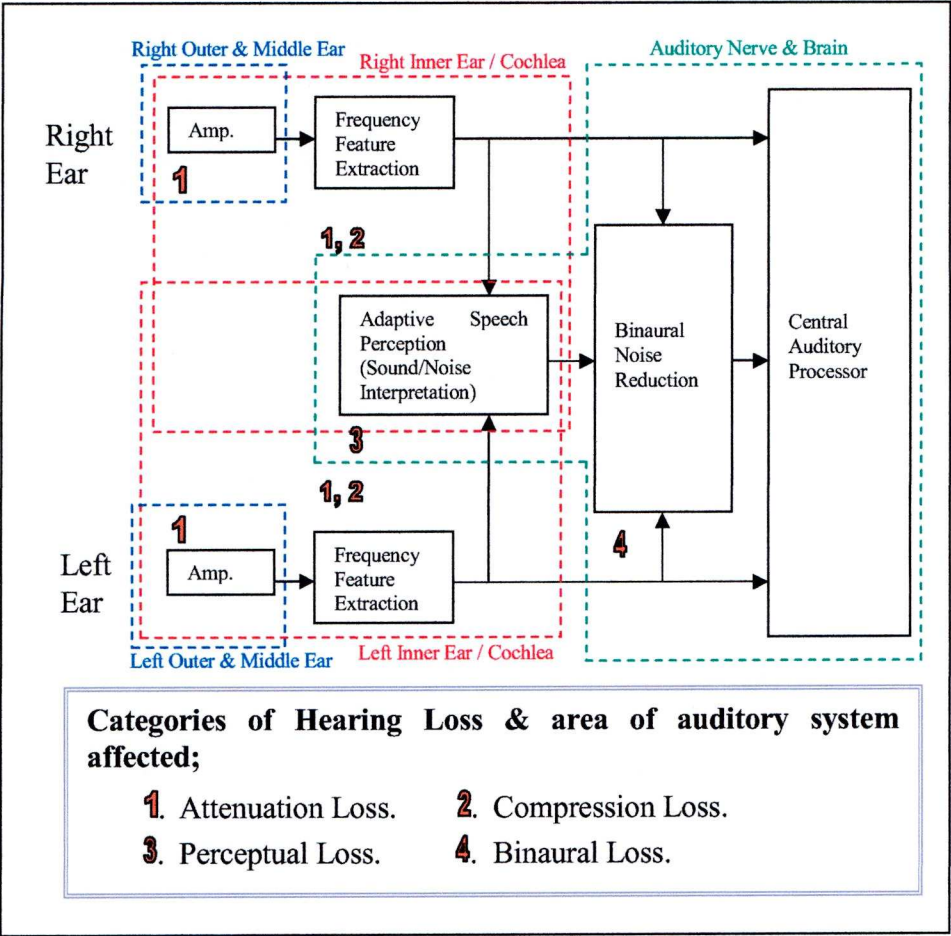 Right Outer & Middle Ear
Right Inner Ear / Cochlea
Auditory Nerve & Brain
Right
Ear
Amp.
1
Frequency
Feature
Extraction
1, 2
Adaptive Speech
Perception
(Sound/Noise
Interpretation)
3
Binaural
Noise
Reduction
Central
Auditory
Processor
1, 2
Left
Ear
1
Amp.
Frequency
Feature
Extraction
4
Left Outer & Middle Ear
Left Inner Ear / Cochlea
Categories of Hearing Loss & area of auditory system
affected;
1. Attenuation Loss.
2. Compression Loss.
3. Perceptual Loss.
4. Binaural Loss.